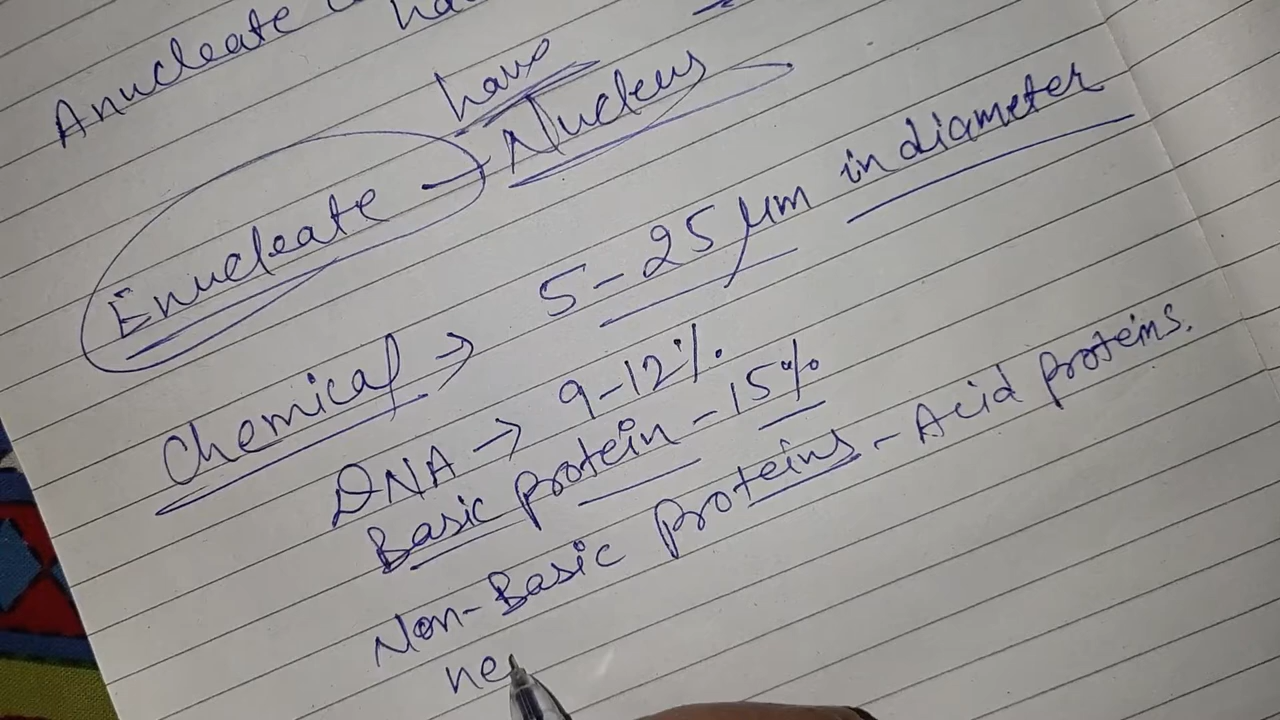 Anucleate
have
Enucleate → Nucleus
Chemical → 5-25 μm in diameter
DNA → 9-12%.
Basic protein - 15%
Non-Basic Proteins - Acid Proteins.
ne